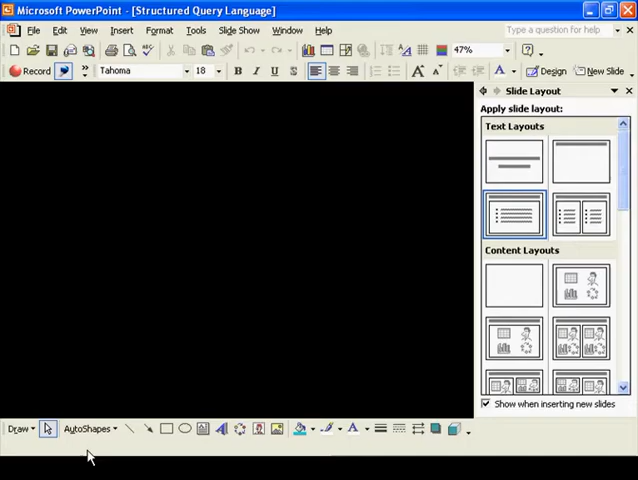 Microsoft PowerPoint - [Structured Query Language]
File Edit View Insert Format Tools Slide Show Window Help Type a question for help
47%
Record Tahoma 18 B I U S A A A Design New Slide
Slide Layout
Apply slide layout:
Text Layouts
Content Layouts
Show when inserting new slides
Draw AutoShapes A A